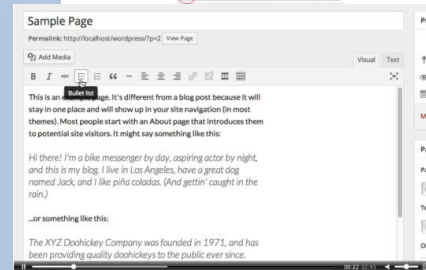 Sample Page
Permalink: http://localhost/wordpress/?p=2 View Page
Add Media
Visual Text
B I ABC
Bullet list
This is an example page. It's different from a blog post because it will
stay in one place and will show up in your site navigation (in most
themes). Most people start with an About page that introduces them
to potential site visitors. It might say something like this:
Hi there! I'm a bike messenger by day, aspiring actor by night,
and this is my blog. I live in Los Angeles, have a great dog
named Jack, and I like piña coladas. (And gettin' caught in the
rain.)
...or something like this:
The XYZ Doohickey Company was founded in 1971, and has
been providing quality doohickeys to the public ever since.
00:22 02:45